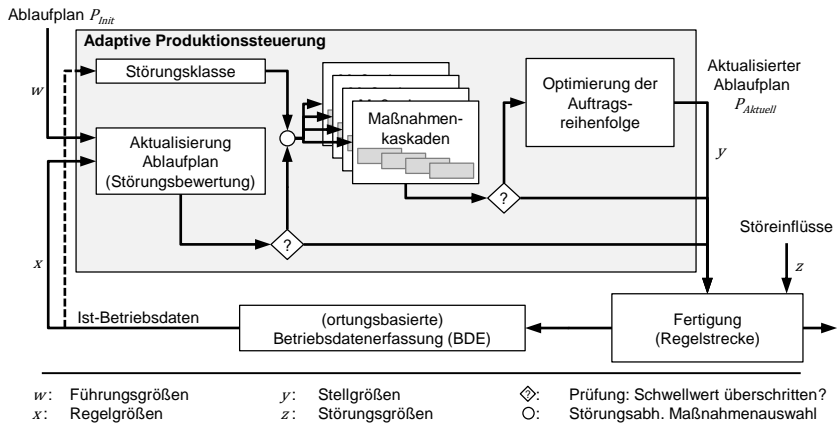 Ablaufplan P_Init
Adaptive Produktionssteuerung
Störungsklasse
w
Aktualisierung
Ablaufplan
(Störungsbewertung)
Maßnahmen-
kaskaden
Optimierung der
Auftrags-
reihenfolge
Aktualisierter
Ablaufplan
P_Aktuell
y
?
?
x
Störeinflüsse
z
Ist-Betriebsdaten
(ortungsbasierte)
Betriebsdatenerfassung (BDE)
Fertigung
(Regelstrecke)
w: Führungsgrößen
x: Regelgrößen
y: Stellgrößen
z: Störungsgrößen
?: Prüfung: Schwellwert überschritten?
: Störungsabh. Maßnahmenauswahl